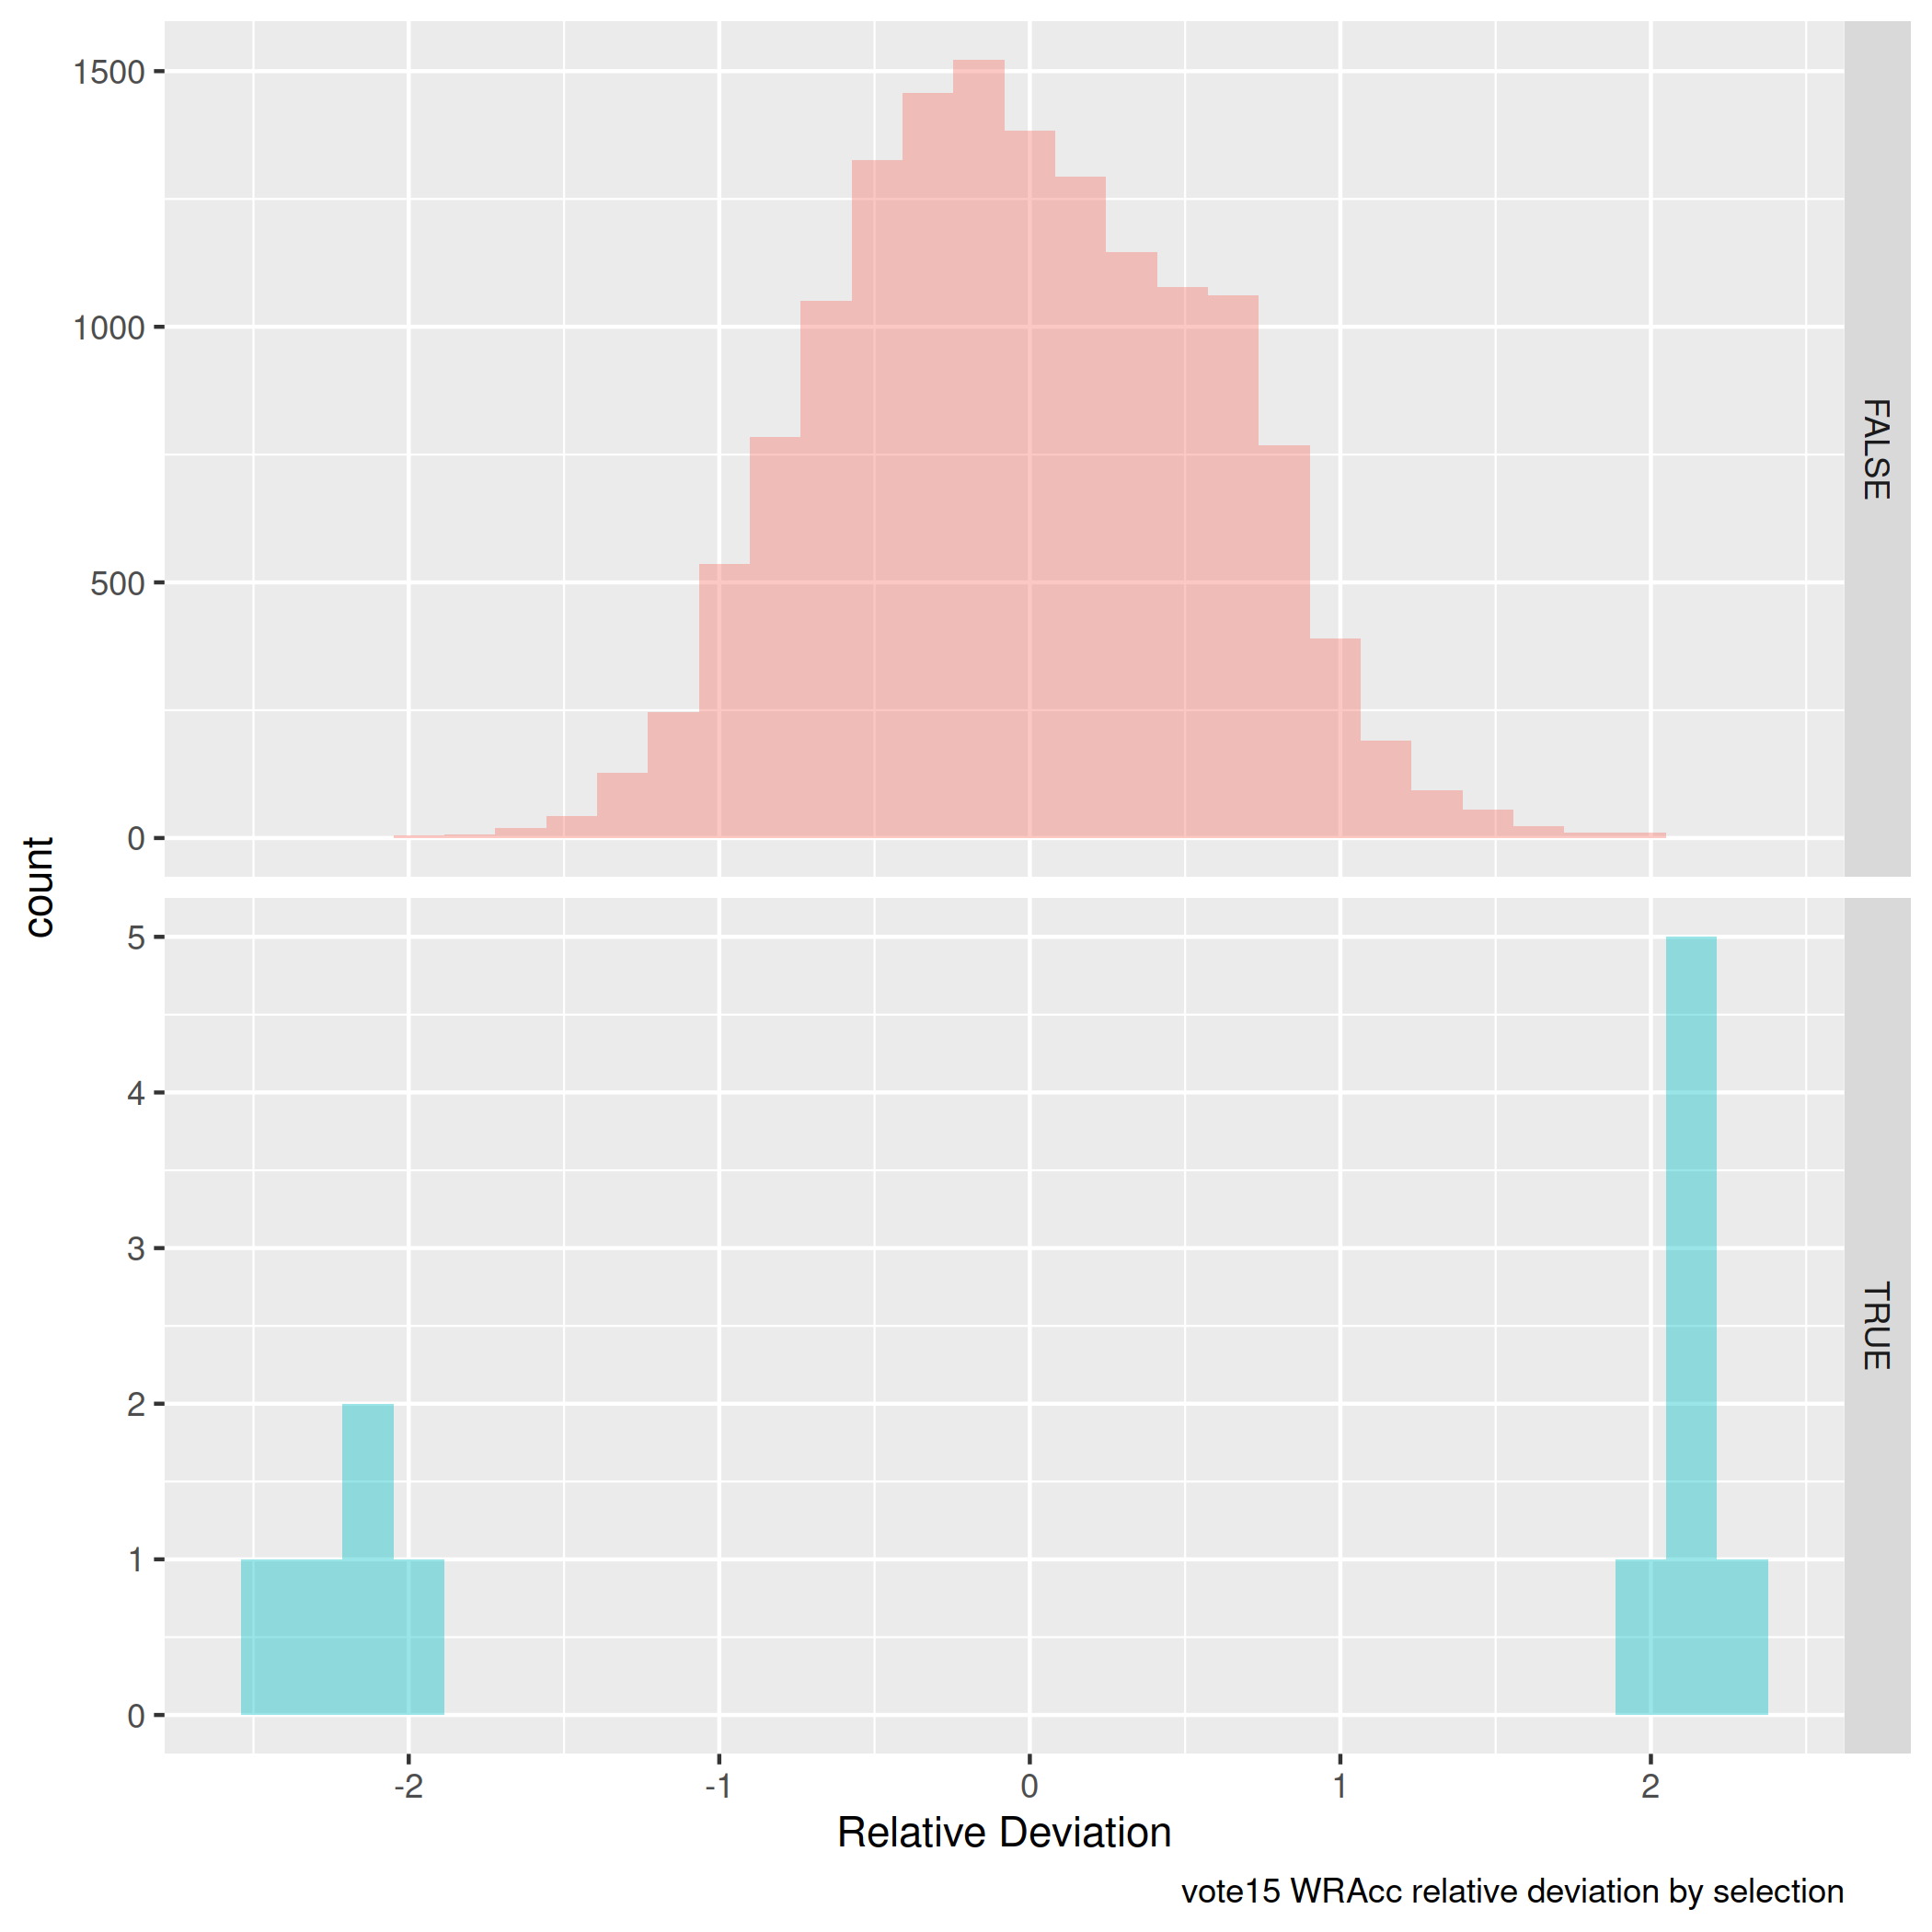 1500
1000
500
0
FALSE
count
5
4
3
2
1
0
TRUE
-2 -1 0 1 2
Relative Deviation
vote15 WRAcc relative deviation by selection